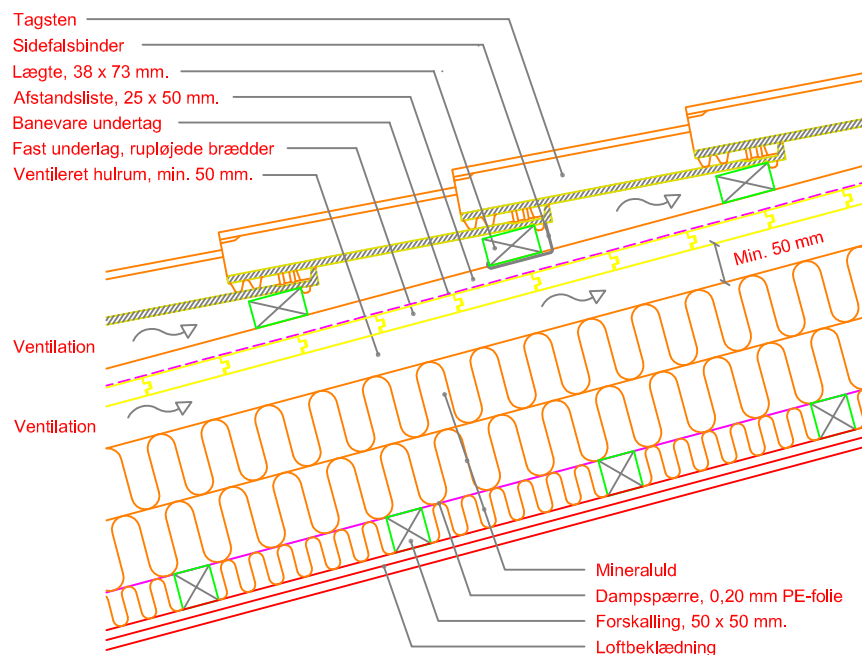 Tagsten
Sidefalsbinder
Lægte, 38 x 73 mm.
Afstandsliste, 25 x 50 mm.
Banevare undertag
Fast underlag, rupløjede brædder
Ventileret hulrum, min. 50 mm.
Min. 50 mm
Ventilation
Ventilation
Mineraluld
Dampspærre, 0,20 mm PE-folie
Forskalling, 50 x 50 mm.
Loftbeklædning